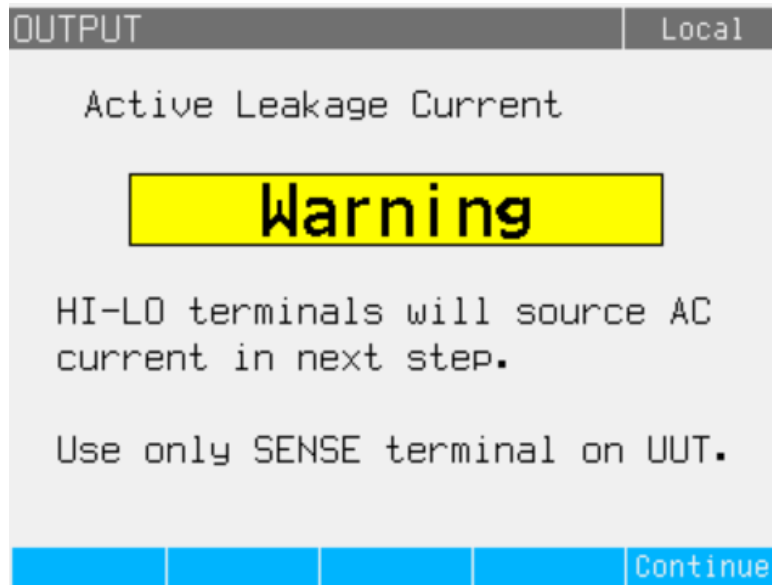 OUTPUT Local
Active Leakage Current
Warning
HI-LO terminals will source AC
current in next step.
Use only SENSE terminal on UUT.
Continue